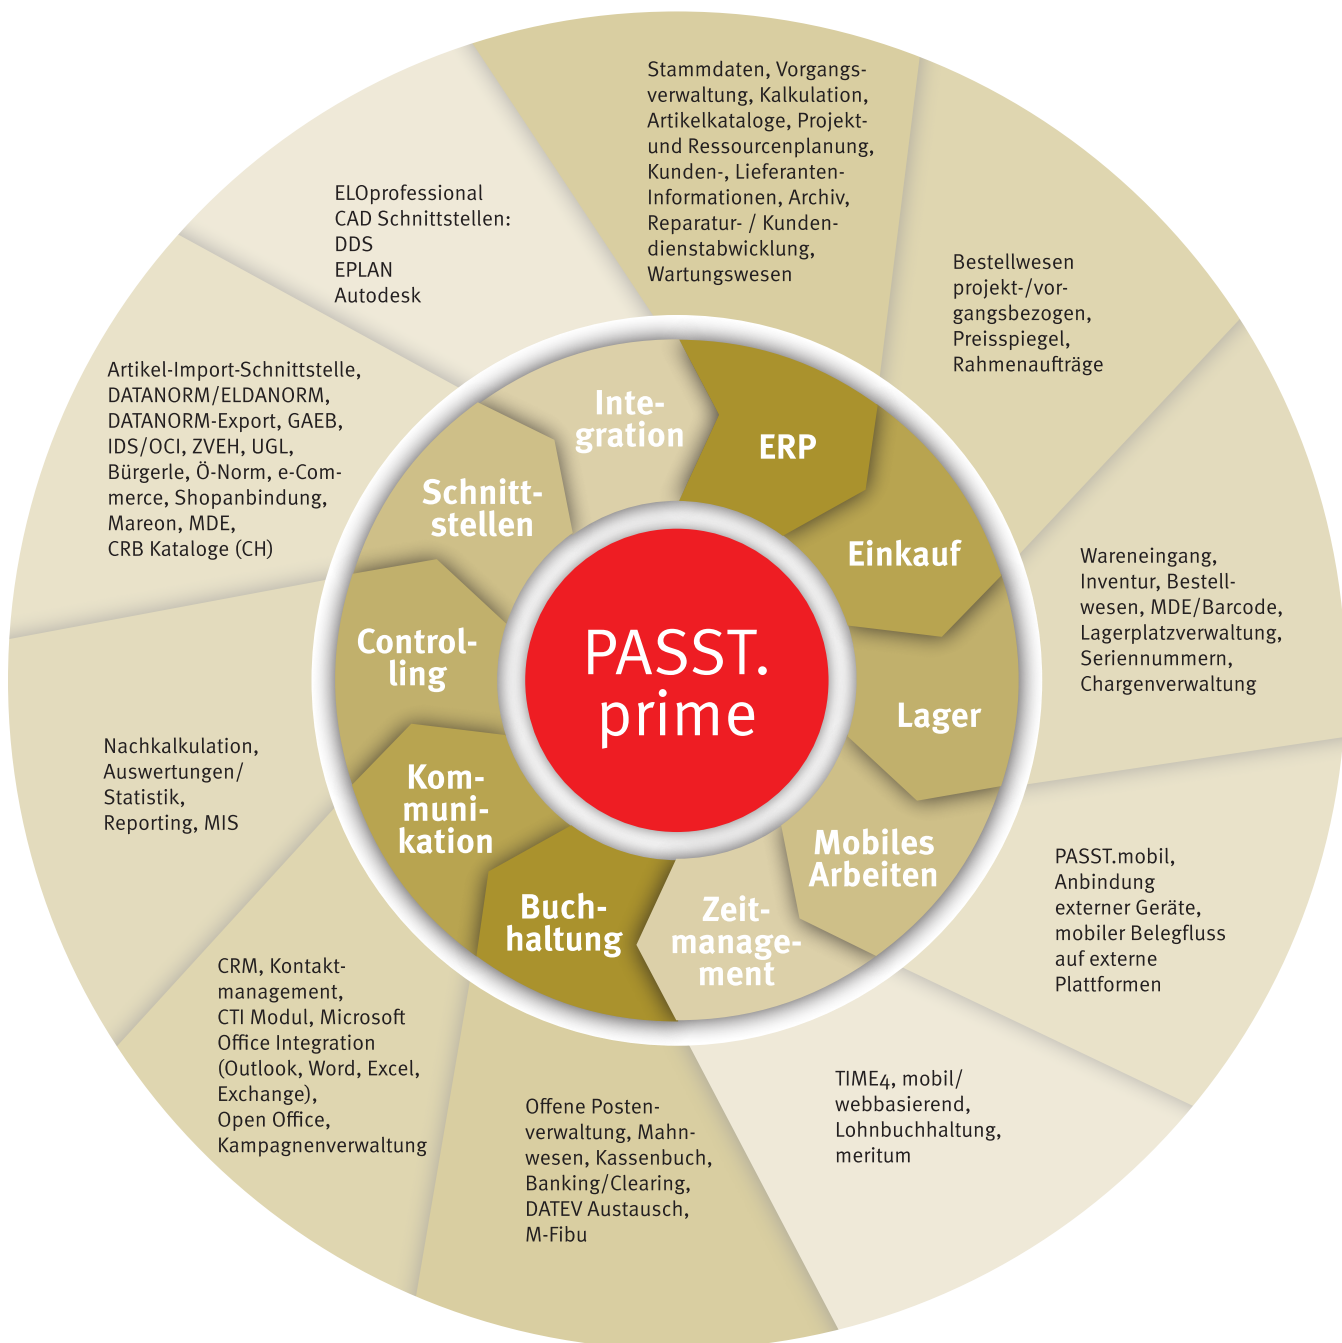 PASST.
prime
ERP
Stammdaten, Vorgangs-
verwaltung, Kalkulation,
Artikelkataloge, Projekt-
und Ressourcenplanung,
Kunden-, Lieferanten-
Informationen, Archiv,
Reparatur- / Kunden-
dienstabwicklung,
Wartungswesen
Einkauf
Bestellwesen
projekt-/vor-
gangsbezogen,
Preisspiegel,
Rahmenaufträge
Lager
Wareneingang,
Inventur, Bestell-
wesen, MDE/Barcode,
Lagerplatzverwaltung,
Seriennummern,
Chargenverwaltung
Mobiles
Arbeiten
PASST.mobil,
Anbindung
externer Geräte,
mobiler Belegfluss
auf externe
Plattformen
Zeit-
manage-
ment
TIME4, mobil/
webbasierend,
Lohnbuchhaltung,
meritum
Buch-
haltung
Offene Posten-
verwaltung, Mahn-
wesen, Kassenbuch,
Banking/Clearing,
DATEV Austausch,
M-Fibu
Kom-
muni-
kation
CRM, Kontakt-
management,
CTI Modul, Microsoft
Office Integration
(Outlook, Word, Excel,
Exchange),
Open Office,
Kampagnenverwaltung
Control-
ling
Nachkalkulation,
Auswertungen/
Statistik,
Reporting, MIS
Schnitt-
stellen
Artikel-Import-Schnittstelle,
DATANORM/ELDANORM,
DATANORM-Export, GAEB,
IDS/OCI, ZVEH, UGL,
Bürgerle, Ö-Norm, e-Com-
merce, Shopanbindung,
Mareon, MDE,
CRB Kataloge (CH)
Inte-
gration
ELOprofessional
CAD Schnittstellen:
DDS
EPLAN
Autodesk